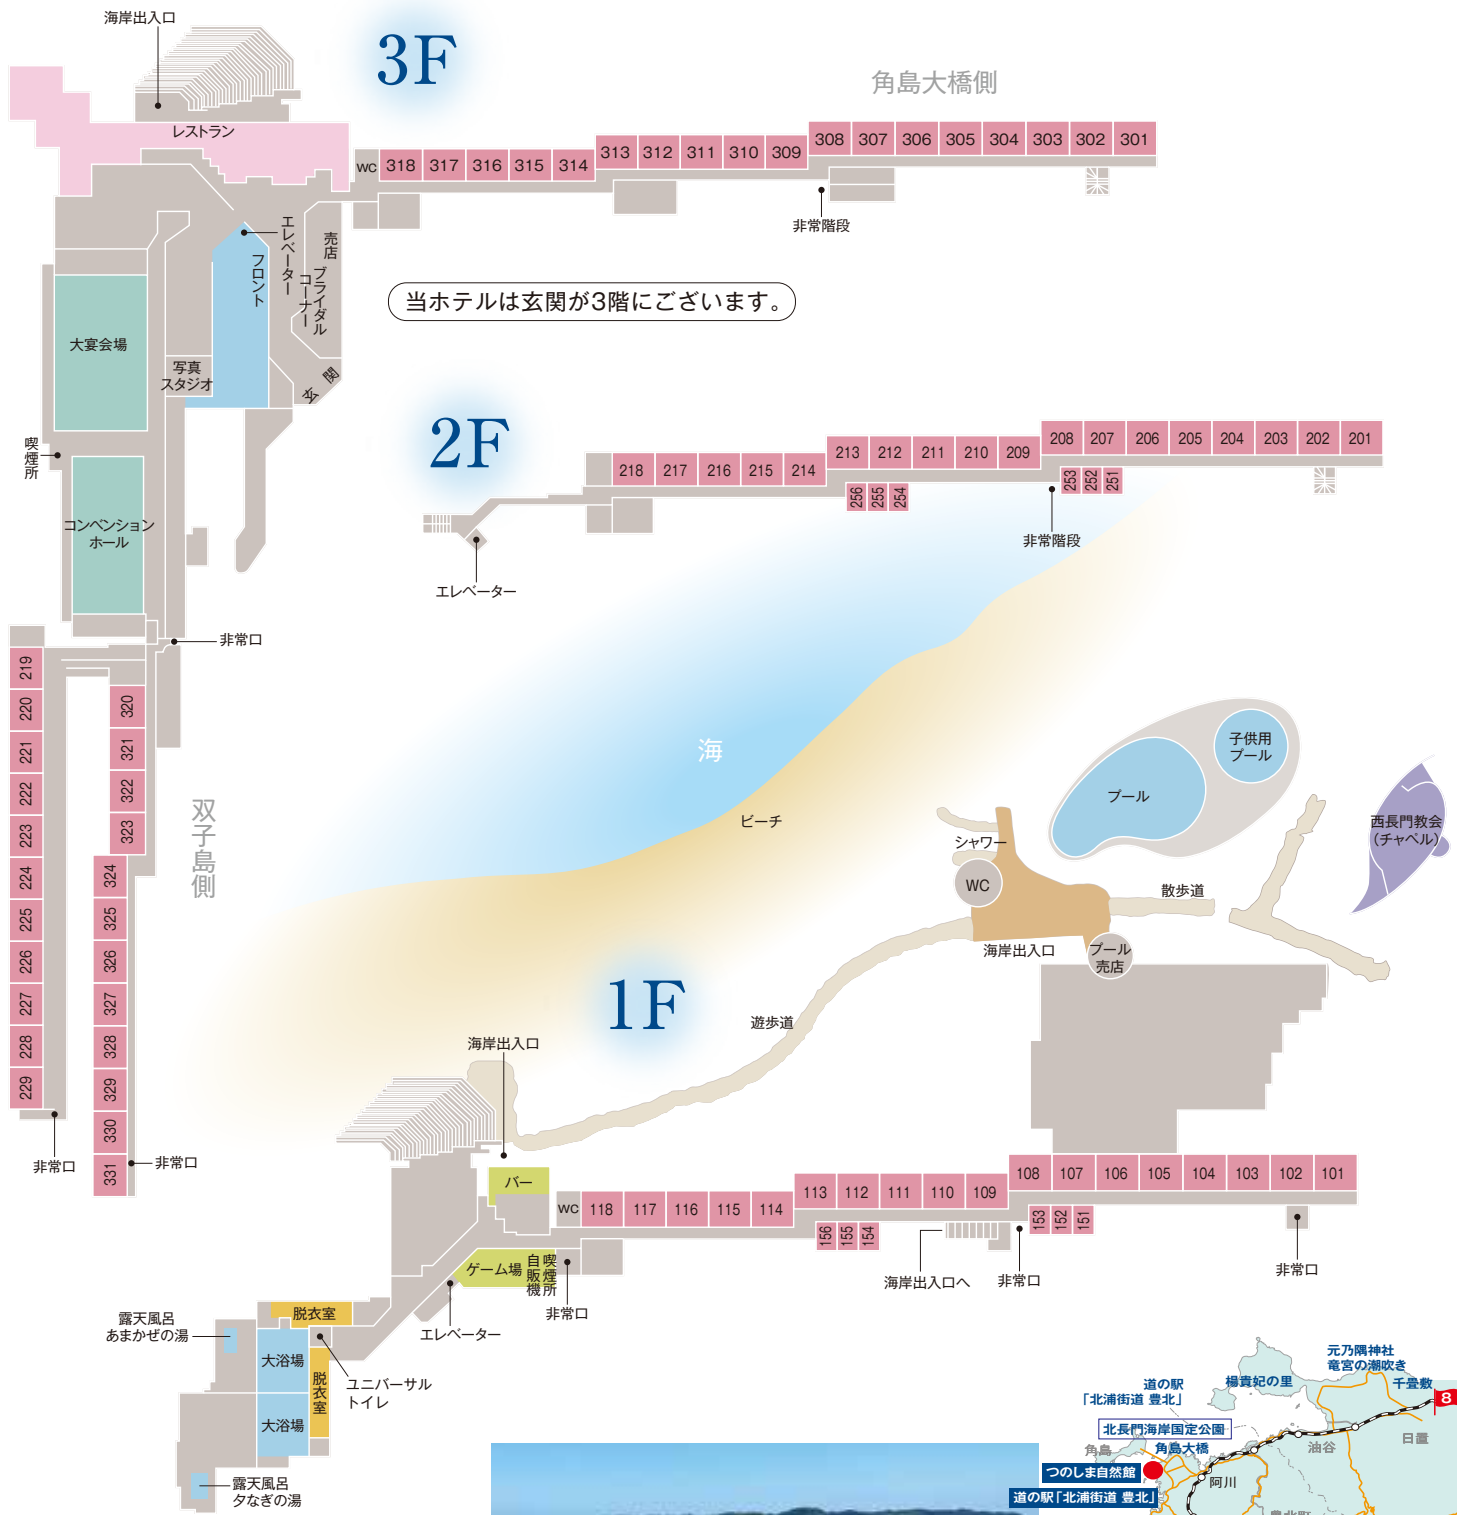 海岸出入口
3F
角島大橋側
レストラン
WC
318
317
316
315
314
313
312
311
310
309
308
307
306
305
304
303
302
301
非常階段
エレベーター
フロント
売店
ブライダル
コーナー
玄関
当ホテルは玄関が3階にございます。
大宴会場
写真
スタジオ
喫煙所
コンベンション
ホール
非常口
2F
218
217
216
215
214
213
212
211
210
209
208
207
206
205
204
203
202
201
256
255
254
253
252
251
非常階段
エレベーター
219
220
221
222
223
224
225
226
227
228
229
非常口
320
321
322
323
324
325
326
327
328
329
330
331
非常口
双子島側
海
ビーチ
プール
子供用
プール
西長門教会
(チャペル)
シャワー
WC
散歩道
海岸出入口
プール
売店
遊歩道
1F
海岸出入口
バー
WC
118
117
116
115
114
113
112
111
110
109
108
107
106
105
104
103
102
101
156
155
154
153
152
151
ゲーム場
自販機
喫煙所
非常口
エレベーター
海岸出入口へ
非常口
非常口
脱衣室
露天風呂
あまかぜの湯
大浴場
脱衣室
ユニバーサル
トイレ
大浴場
露天風呂
夕なぎの湯
元乃隅神社
竜宮の潮吹き
楊貴妃の里
千畳敷
8
道の駅
「北浦街道 豊北」
北長門海岸国定公園
角島
角島大橋
油谷
日置
つのしま自然館
阿川
道の駅「北浦街道 豊北」